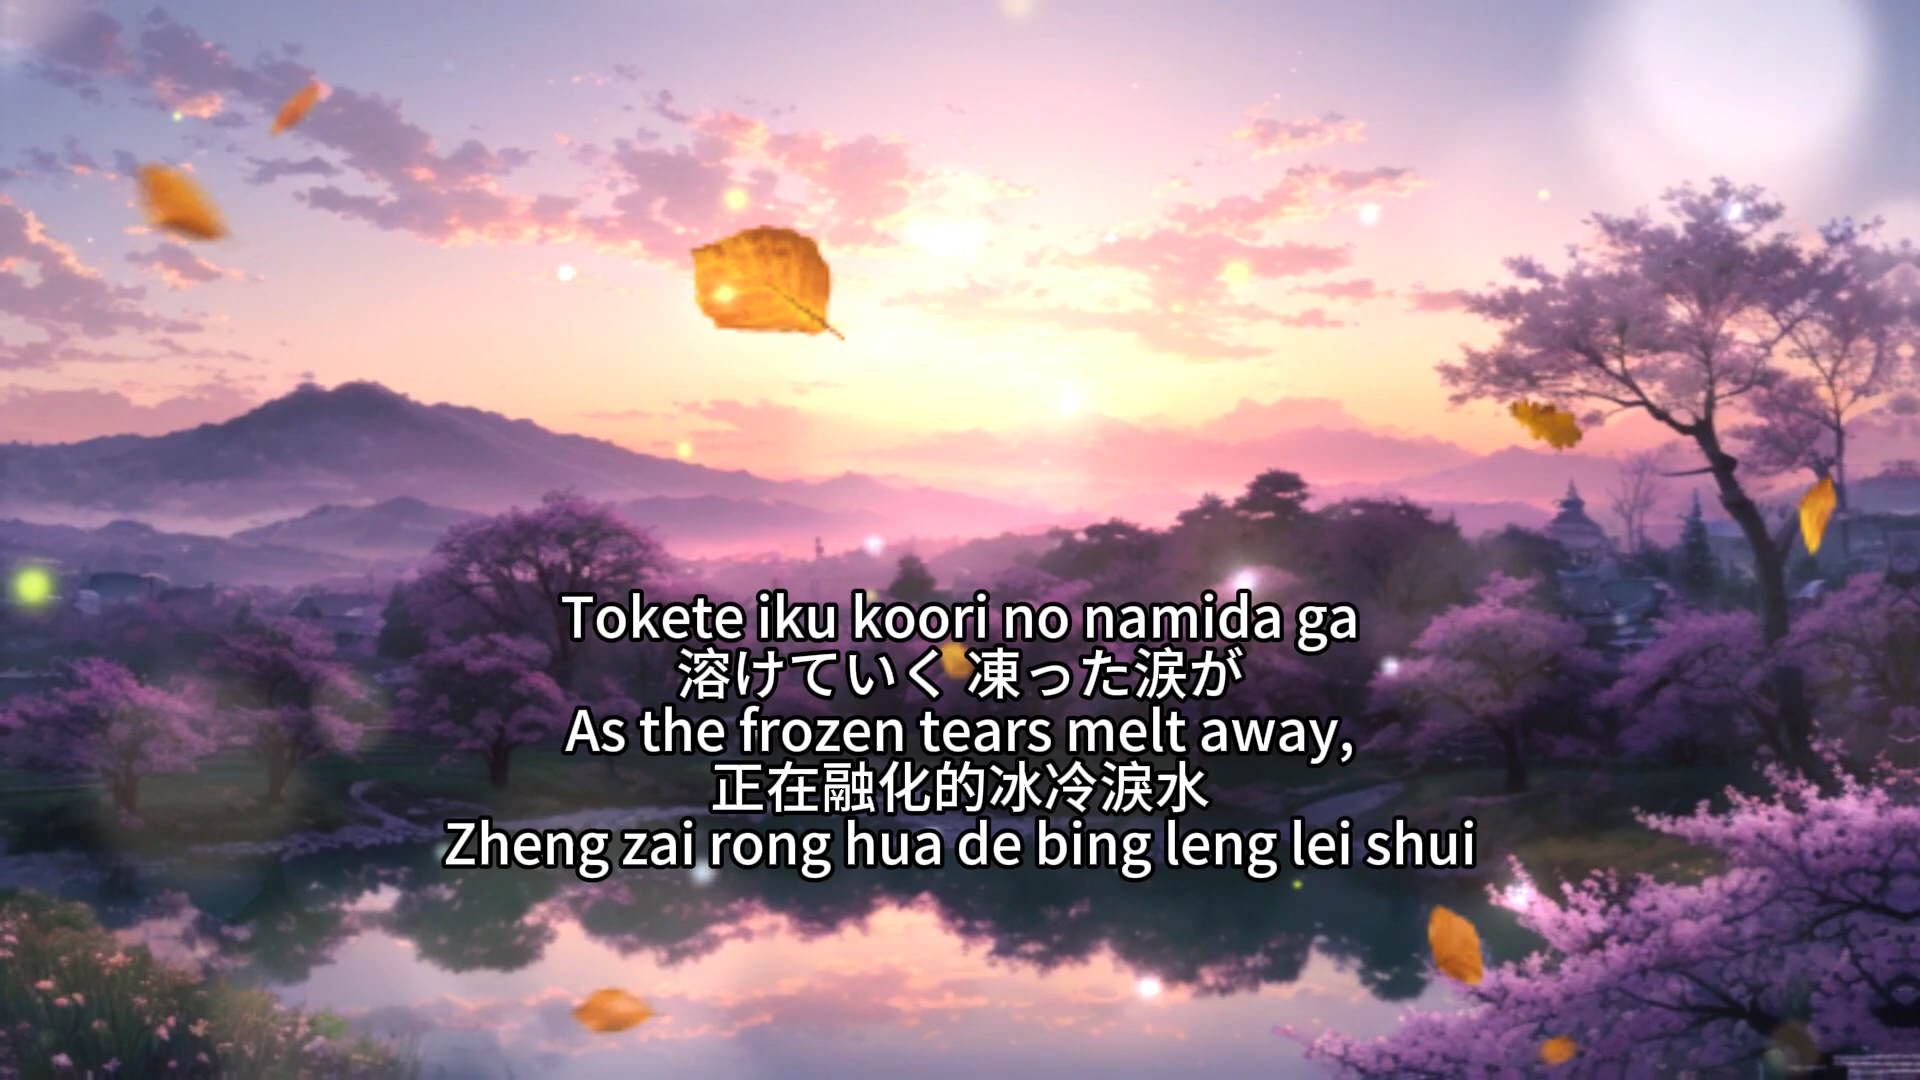 Tokete iku koori no namida ga
溶けていく 凍った涙が
As the frozen tears melt away,
正在融化的冰冷淚水
Zheng zai rong hua de bing leng lei shui